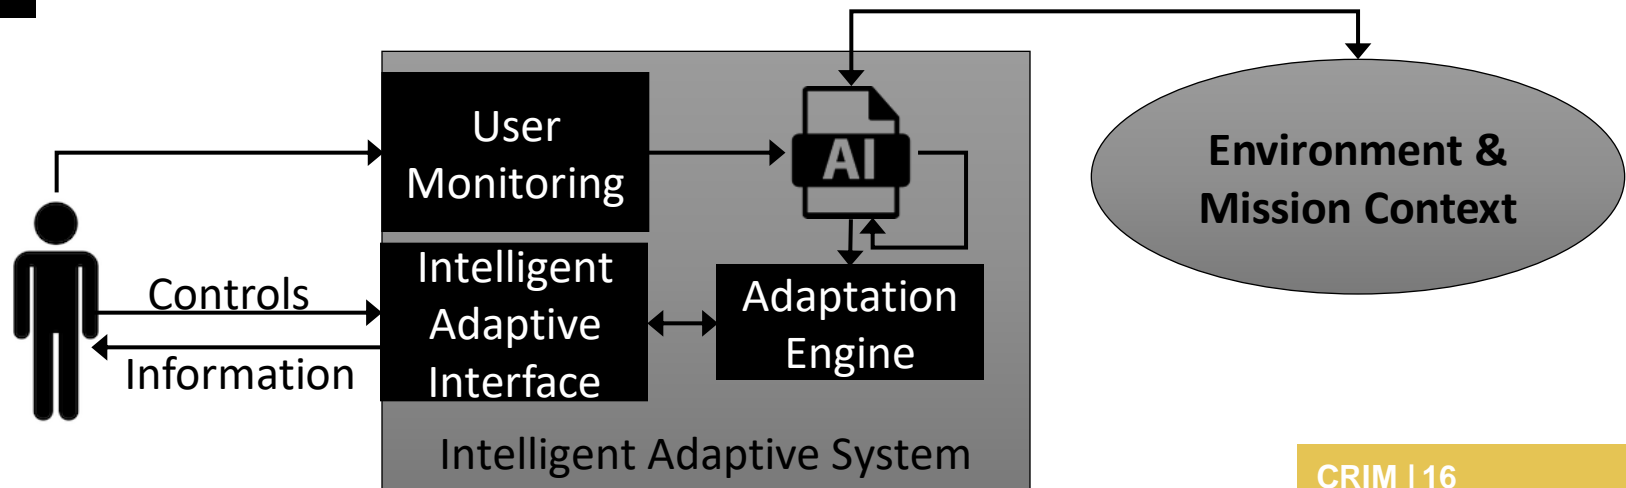 User
Monitoring
AI
Environment &
Mission Context
Controls
Information
Intelligent
Adaptive
Interface
Adaptation
Engine
Intelligent Adaptive System
CRIM | 16